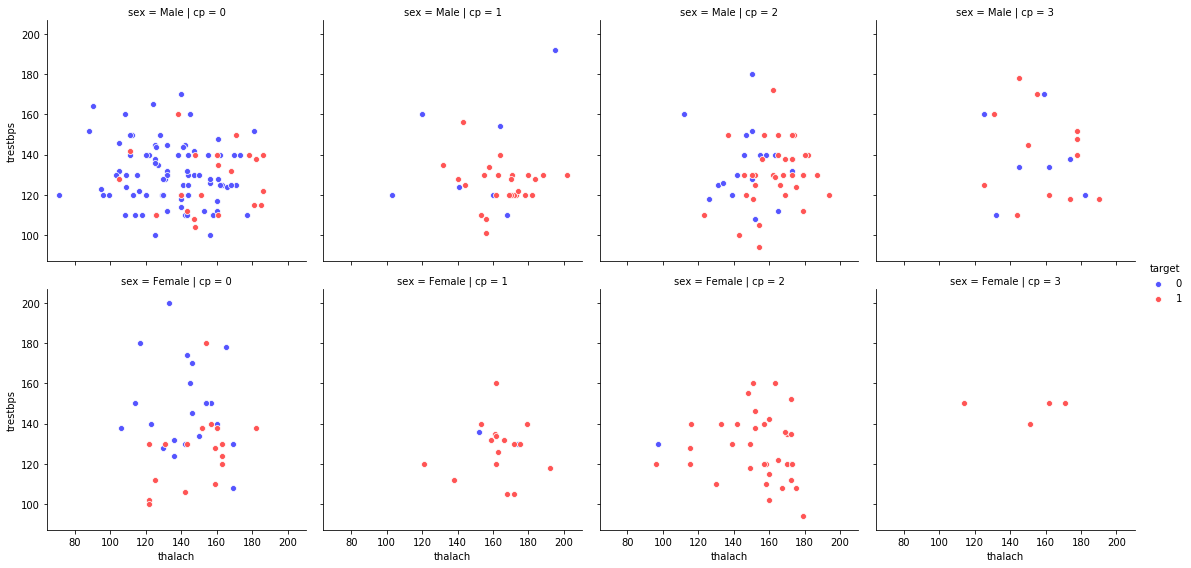 sex = Male | cp = 0
sex = Male | cp = 1
sex = Male | cp = 2
sex = Male | cp = 3
200
180
160
140
120
100
trestbps
sex = Female | cp = 0
sex = Female | cp = 1
sex = Female | cp = 2
sex = Female | cp = 3
200
180
160
140
120
100
trestbps
80 100 120 140 160 180 200
80 100 120 140 160 180 200
80 100 120 140 160 180 200
80 100 120 140 160 180 200
thalach
thalach
thalach
thalach
target
0
1